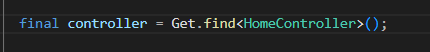 final controller = Get.find<HomeController>();